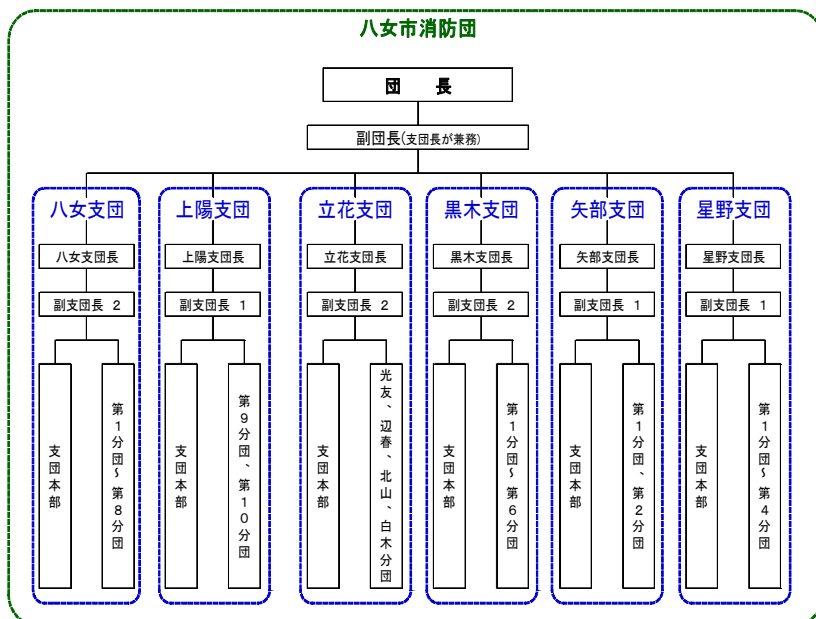 八女市消防団
団　長
副団長(支団長が兼務)
八女支団
上陽支団
立花支団
黒木支団
矢部支団
星野支団
八女支団長
上陽支団長
立花支団長
黒木支団長
矢部支団長
星野支団長
副支団長 2
副支団長 1
副支団長 2
副支団長 2
副支団長 1
副支団長 1
支団本部
第1分団～第8分団
支団本部
第9分団、第10分団
支団本部
光友、辺春、北山、白木分団
支団本部
第1分団～第6分団
支団本部
第1分団、第2分団
支団本部
第1分団～第4分団